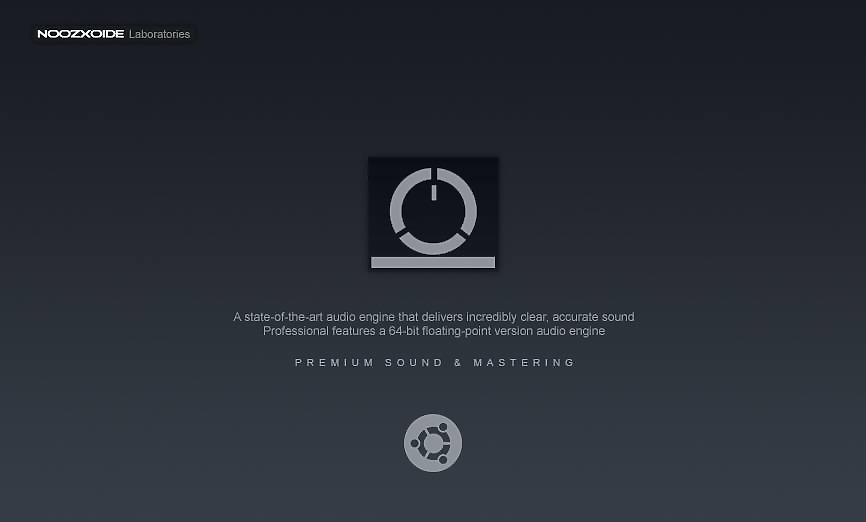 NOOZXOIDE Laboratories
A state-of-the-art audio engine that delivers incredibly clear, accurate sound
Professional features a 64-bit floating-point version audio engine
PREMIUM SOUND & MASTERING